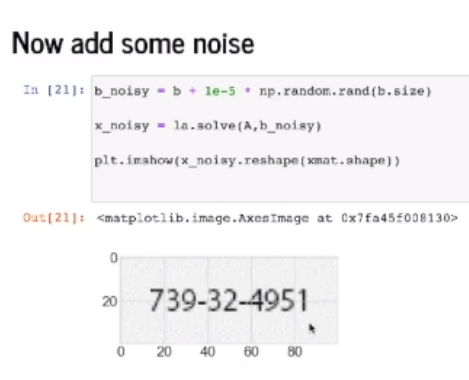 Now add some noise
In [21]: b_noisy = b + 1e-5 * np.random.rand(b.size)
x_noisy = la.solve(A,b_noisy)
plt.imshow(x_noisy.reshape(xmat.shape))
Out[21]: <matplotlib.image.AxesImage at 0x7fa45f008130>
0
20
739-32-4951
0 20 40 60 80